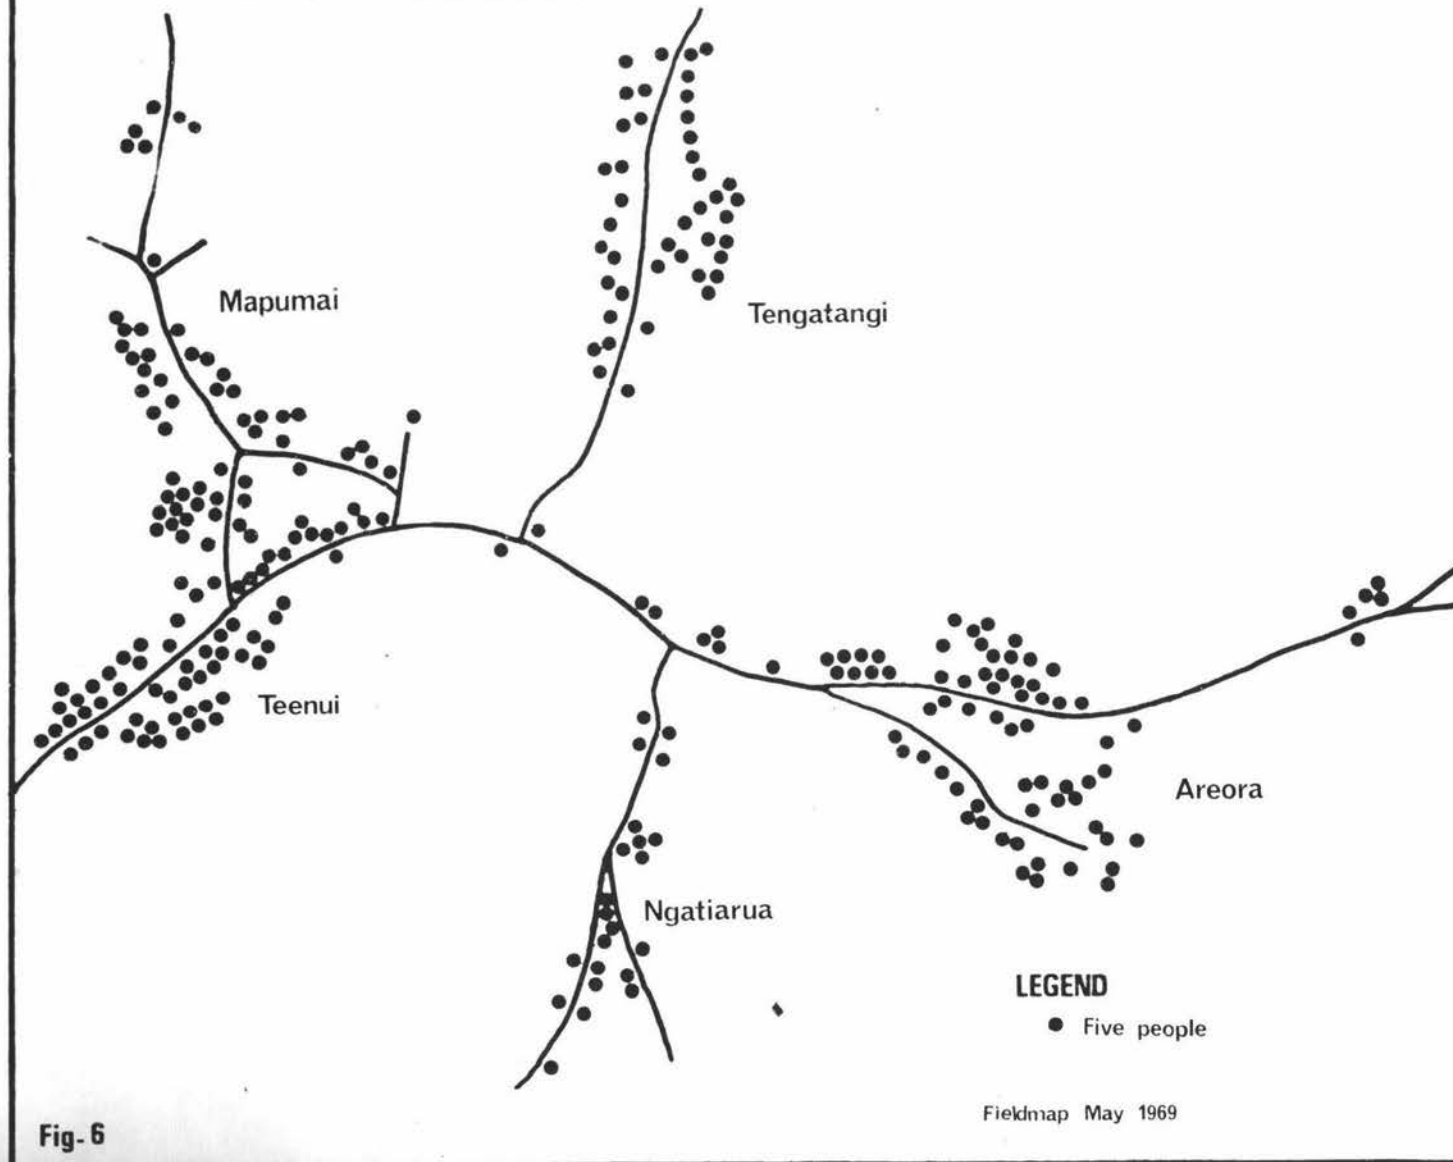 Mapumai
Tengatangi
Teenui
Areora
Ngatiarua
LEGEND
Five people
Fieldmap May 1969
Fig-6